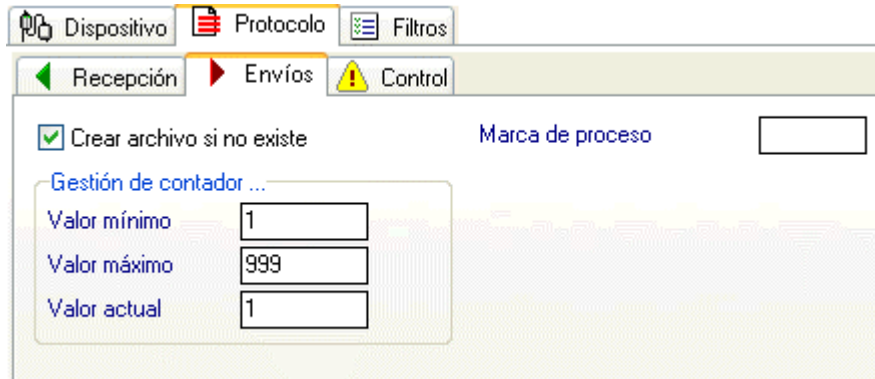 Dispositivo Protocolo Filtros
Recepción Envíos Control
Crear archivo si no existe Marca de proceso
Gestión de contador ...
Valor mínimo 1
Valor máximo 999
Valor actual 1